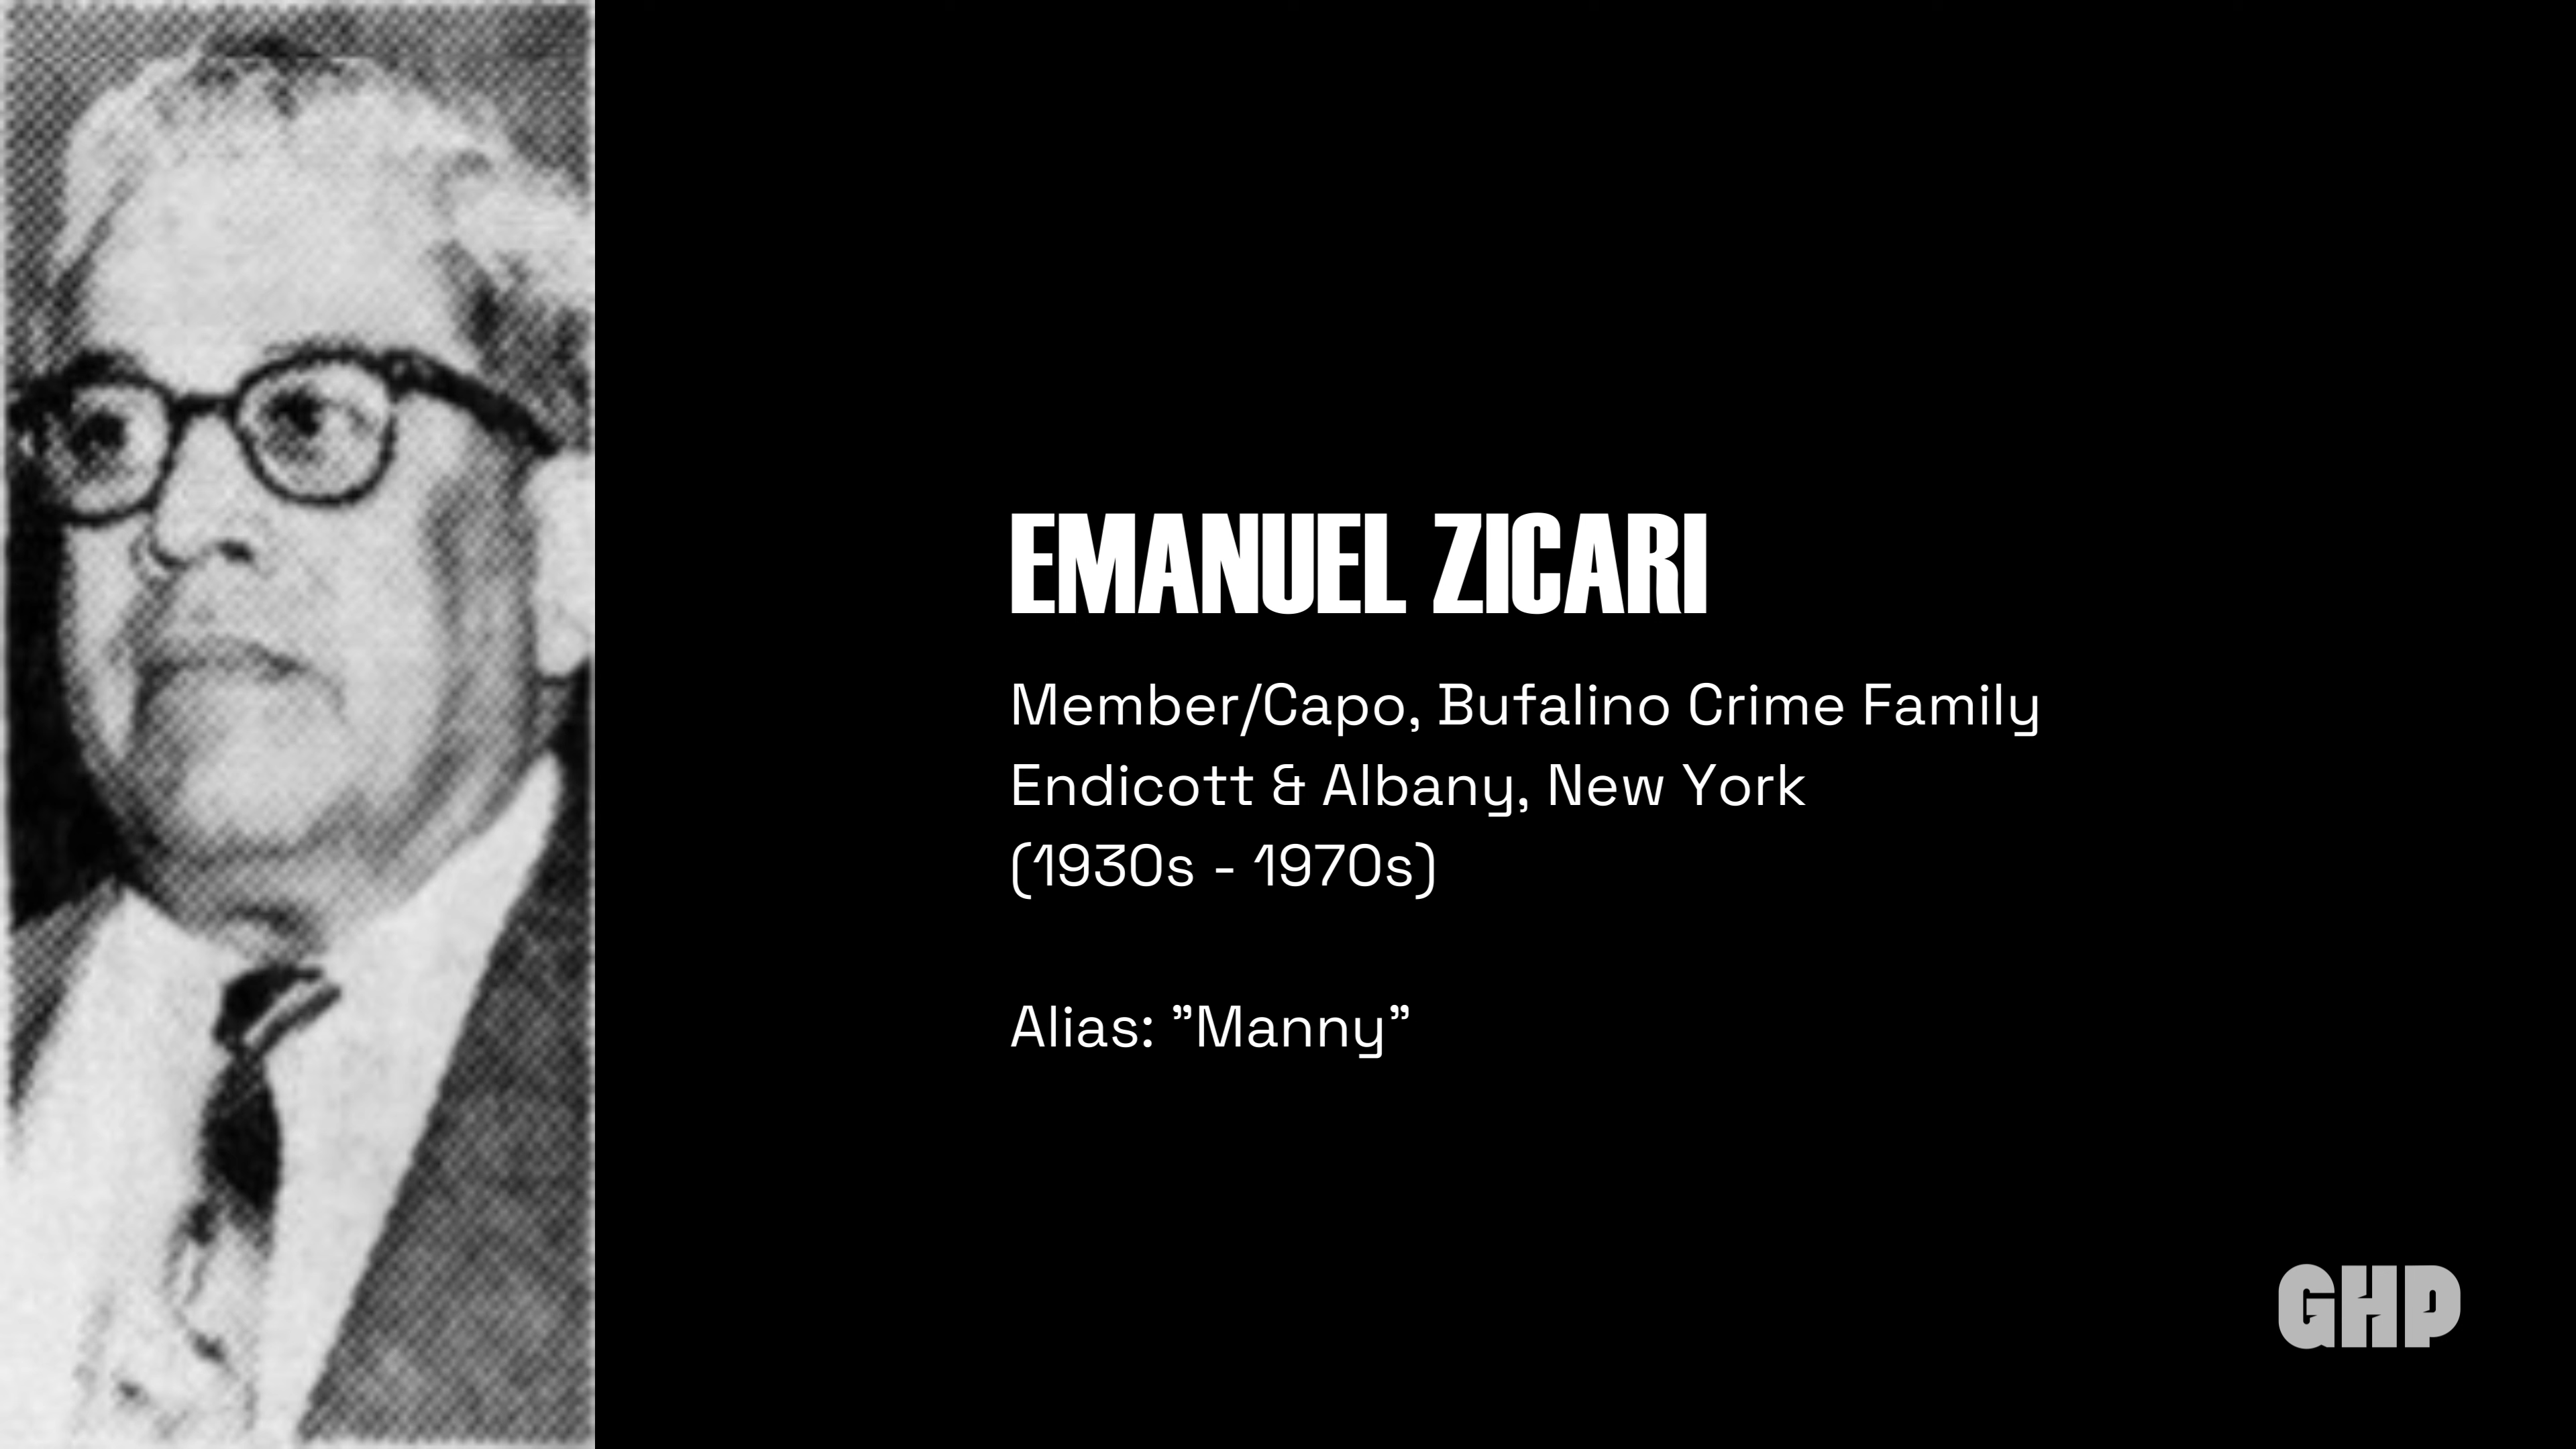 EMANUEL ZICARI
Member/Capo, Bufalino Crime Family
Endicott & Albany, New York
(1930s - 1970s)
Alias: ”Manny”
GHP